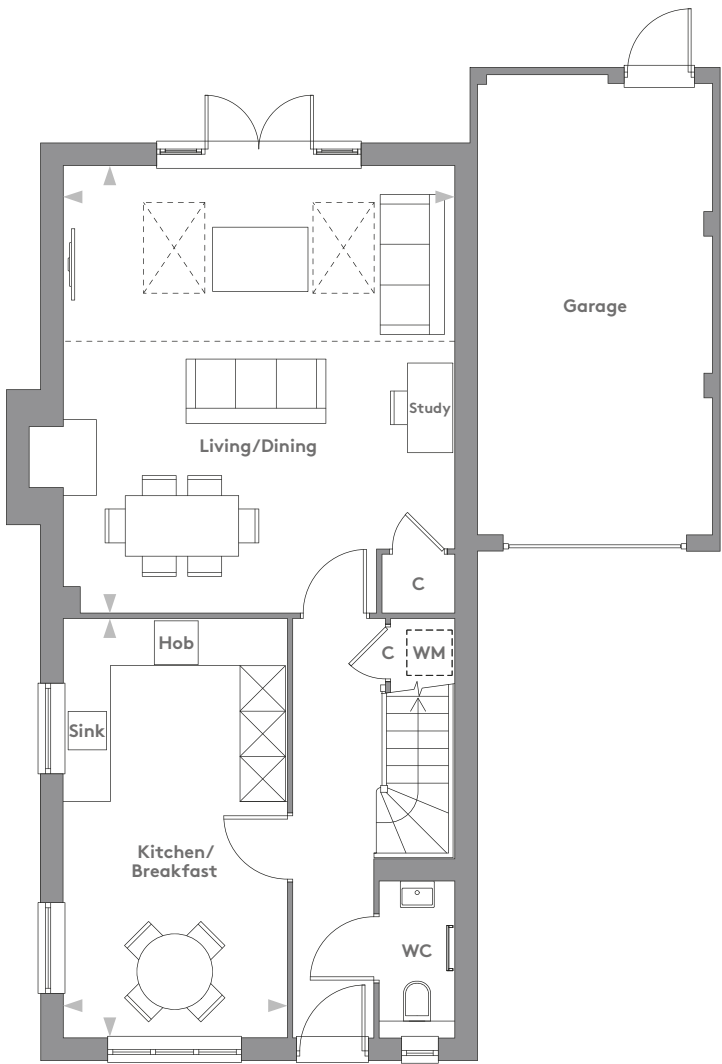 Garage
Study
Living/Dining
C
C
WM
Hob
Sink
Kitchen/
Breakfast
WC